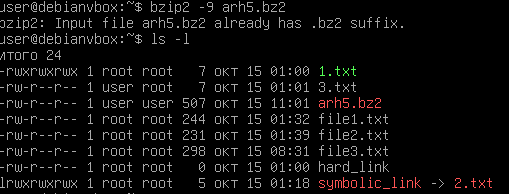 user@debianvbox:~$ bzip2 -9 arh5.bz2
bzip2: Input file arh5.bz2 already has .bz2 suffix.
user@debianvbox:~$ ls -l
итого 24
-rwxrwxrwx 1 root root   7 окт 15 01:00 1.txt
-rw-r--r-- 1 user root   7 окт 15 01:01 3.txt
-rw-r--r-- 1 user user 507 окт 15 11:01 arh5.bz2
-rw-r--r-- 1 root root 244 окт 15 01:32 file1.txt
-rw-r--r-- 1 root root 231 окт 15 01:39 file2.txt
-rw-r--r-- 1 root root 298 окт 15 08:31 file3.txt
-rw-r--r-- 1 root root   0 окт 15 01:00 hard_link
lrwxrwxrwx 1 root root   5 окт 15 01:18 symbolic_link -> 2.txt